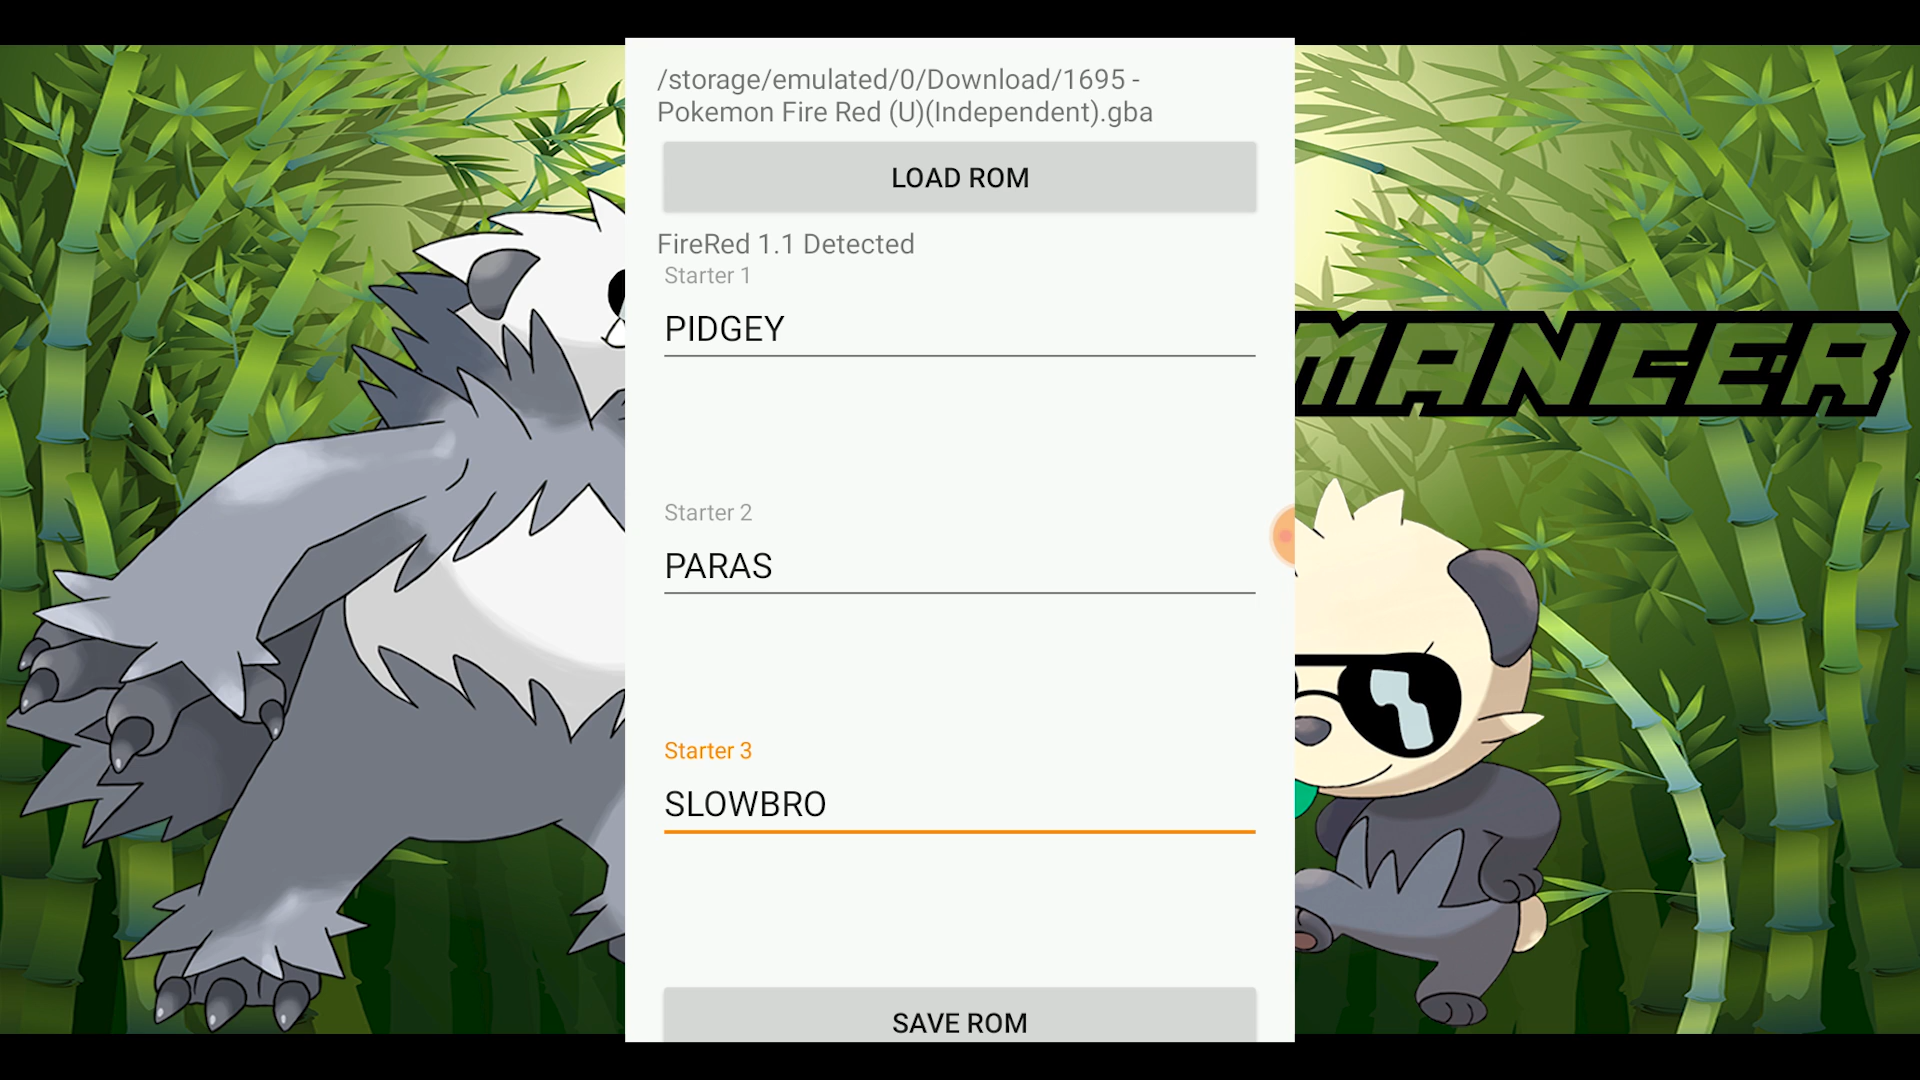 /storage/emulated/0/Download/1695 -
Pokemon Fire Red (U)(Independent).gba
LOAD ROM
FireRed 1.1 Detected
Starter 1
PIDGEY
MANCER
Starter 2
PARAS
Starter 3
SLOWBRO
SAVE ROM